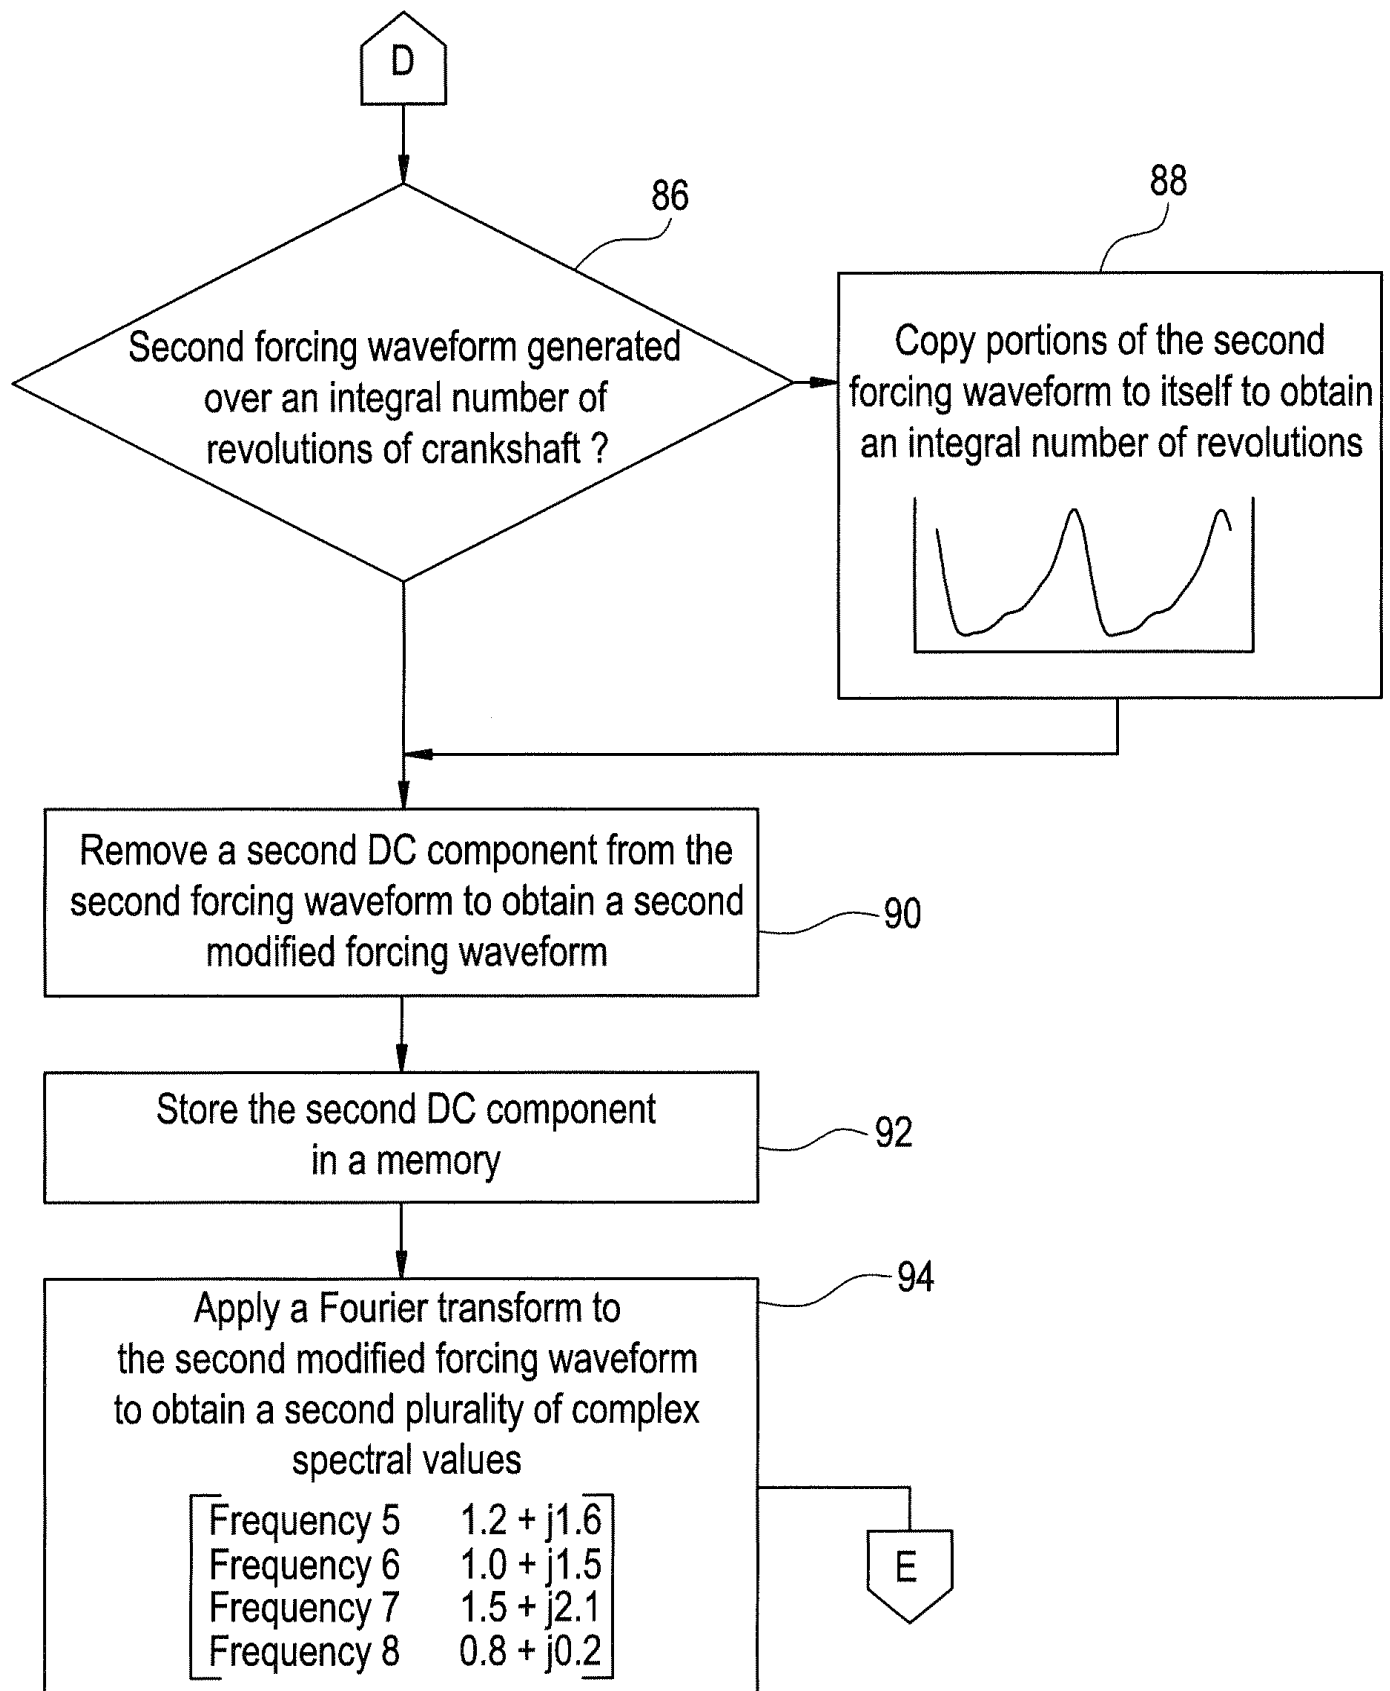 D
86
88
Second forcing waveform generated
over an integral number of
revolutions of crankshaft ?
Copy portions of the second
forcing waveform to itself to obtain
an integral number of revolutions
Remove a second DC component from the
second forcing waveform to obtain a second
modified forcing waveform
90
Store the second DC component
in a memory
92
94
Apply a Fourier transform to
the second modified forcing waveform
to obtain a second plurality of complex
spectral values
Frequency 5 1.2 + j1.6
Frequency 6 1.0 + j1.5
Frequency 7 1.5 + j2.1
Frequency 8 0.8 + j0.2
E